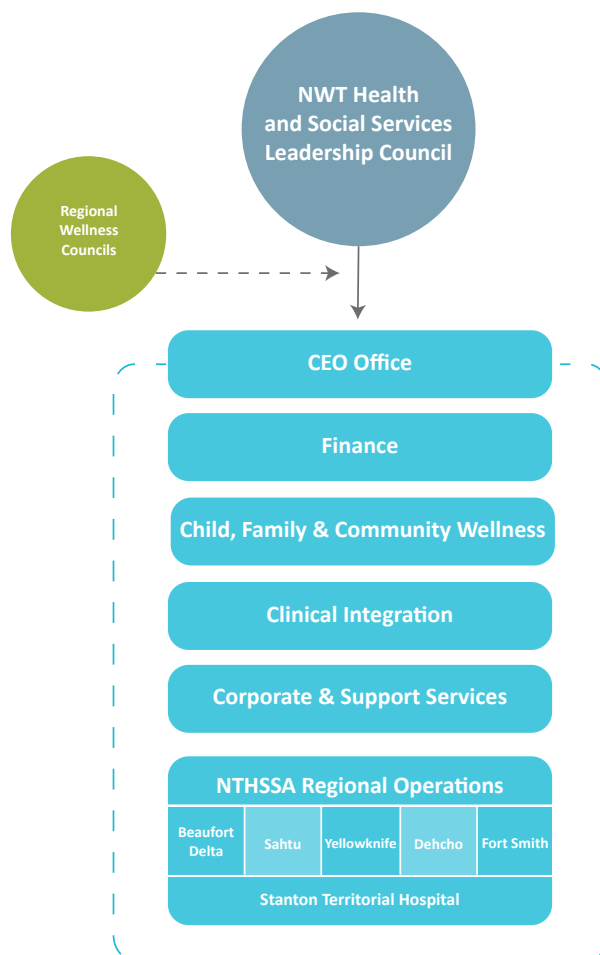 NWT Health
and Social Services
Leadership Council
Regional
Wellness
Councils
CEO Office
Finance
Child, Family & Community Wellness
Clinical Integration
Corporate & Support Services
NTHSSA Regional Operations
Beaufort
Delta
Sahtu
Yellowknife
Dehcho
Fort Smith
Stanton Territorial Hospital